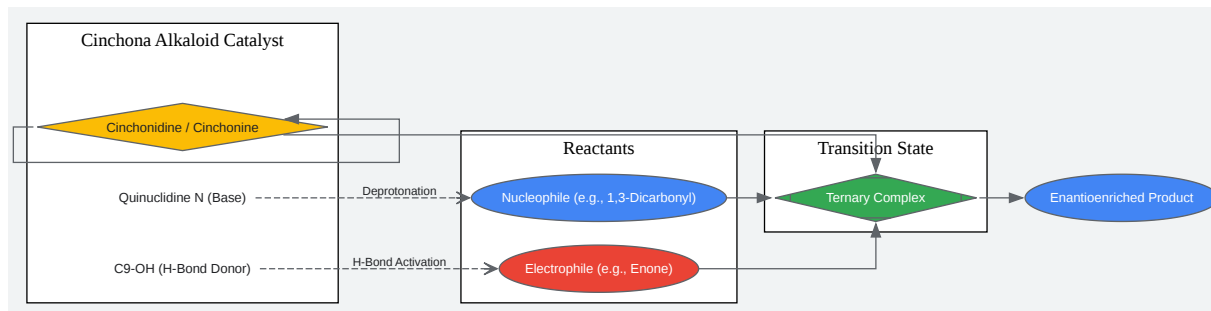 Cinchona Alkaloid Catalyst
Cinchonidine / Cinchonine
Quinuclidine N (Base)
C9-OH (H-Bond Donor)
Deprotonation
H-Bond Activation
Reactants
Nucleophile (e.g., 1,3-Dicarbonyl)
Electrophile (e.g., Enone)
Transition State
Ternary Complex
Enantioenriched Product